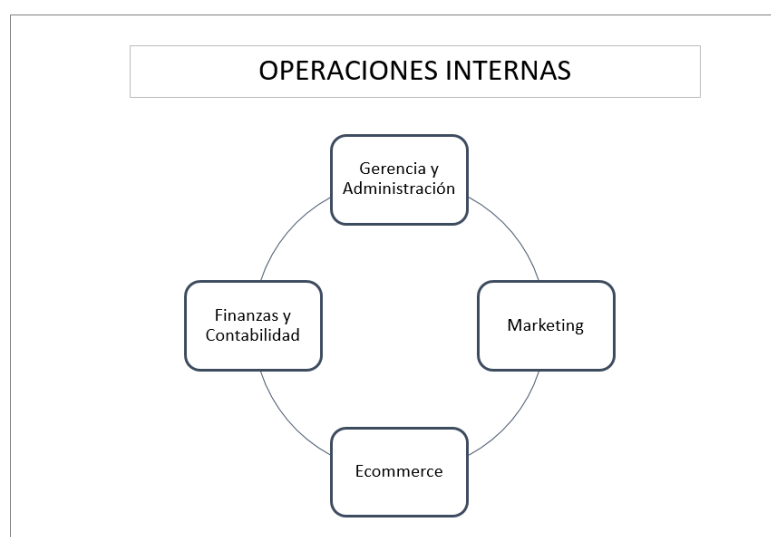 OPERACIONES INTERNAS
Gerencia y
Administración
Finanzas y
Contabilidad
Marketing
Ecommerce